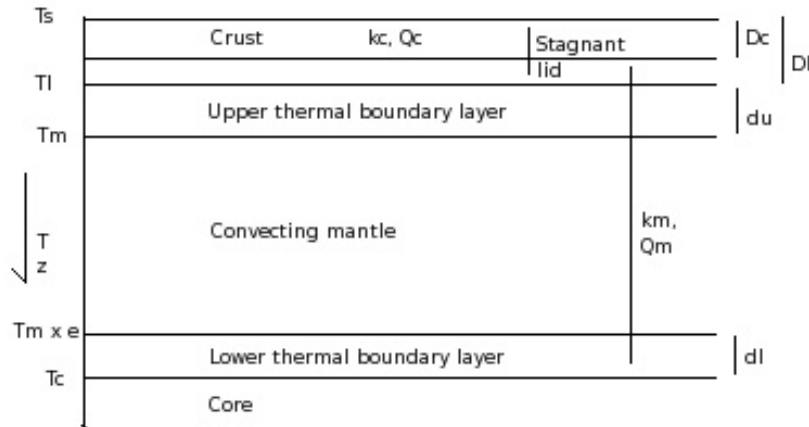 Ts
Crust kc, Qc Stagnant Dc
lid Dl
Tl
Upper thermal boundary layer du
Tm
T
z
Convecting mantle km,
Qm
Tm x e
Lower thermal boundary layer dl
Tc
Core